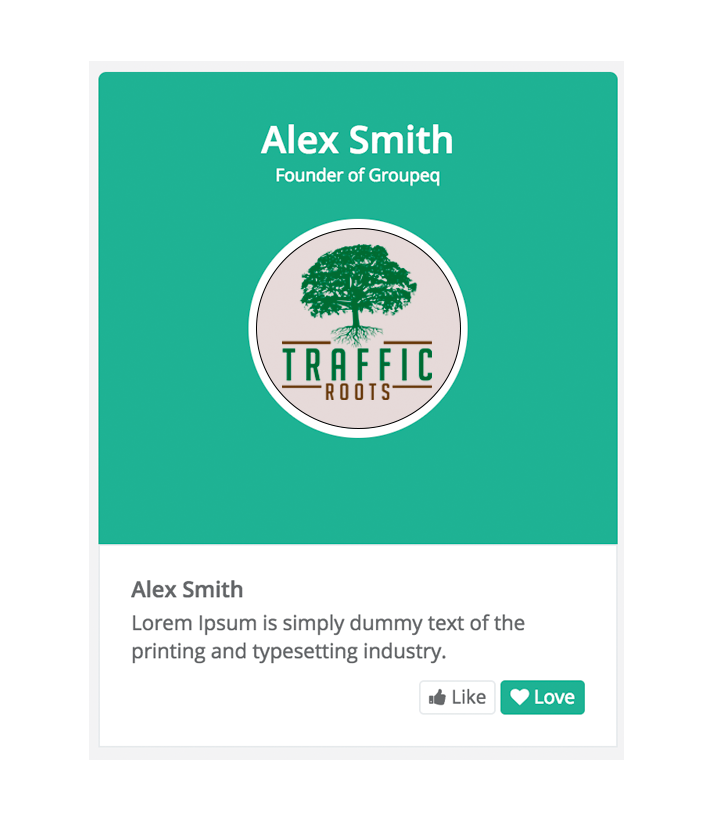 Alex Smith
Founder of Groupeq
TRAFFIC
ROOTS
Alex Smith
Lorem Ipsum is simply dummy text of the
printing and typesetting industry.
Like Love